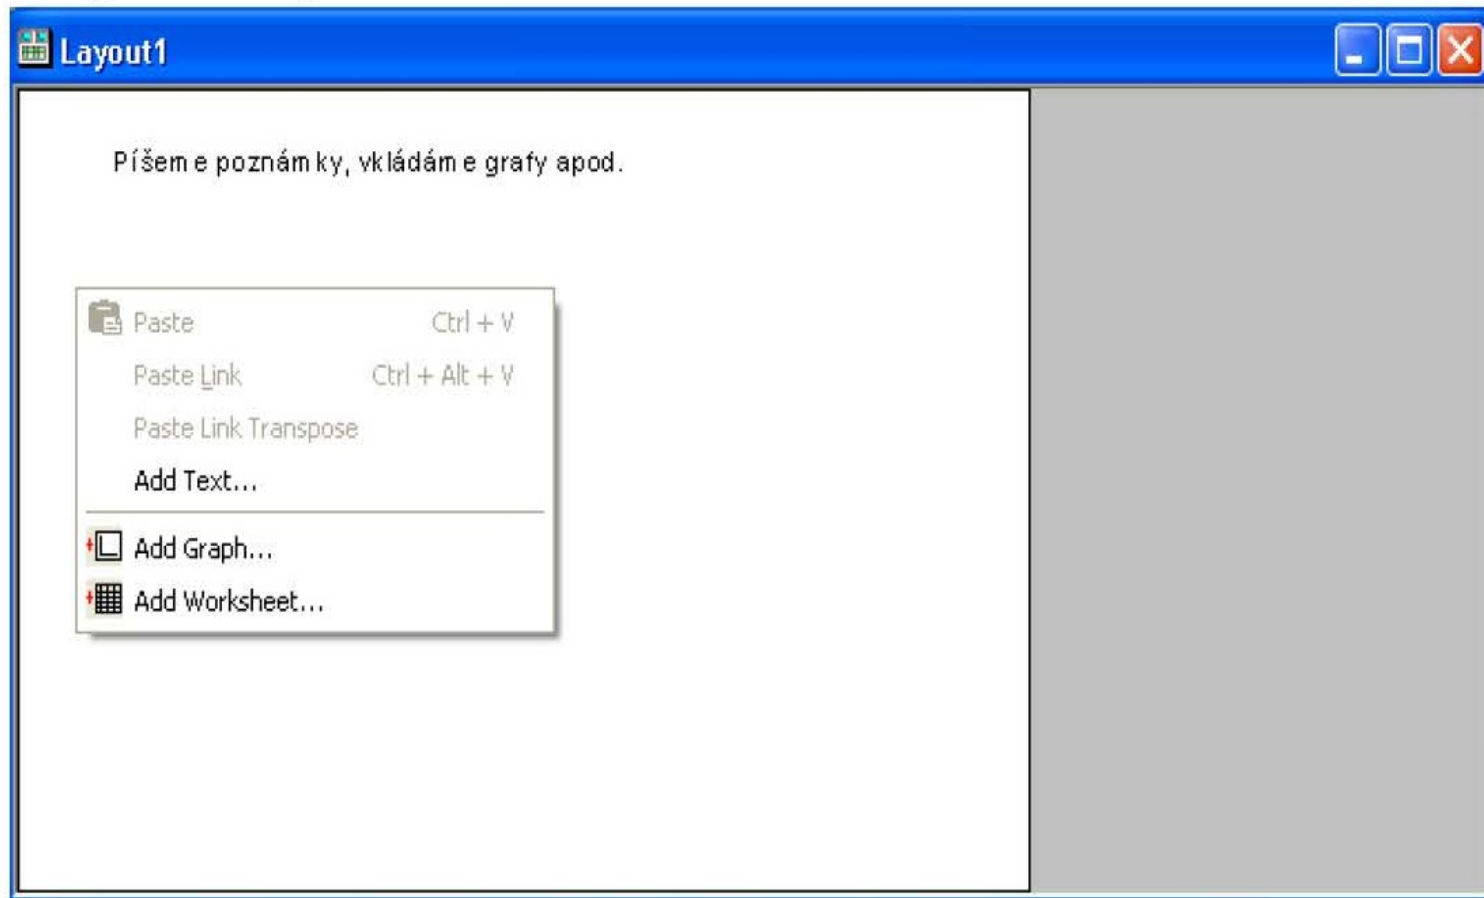 Layout1
Píšeme poznámky, vkládáme grafy apod.
Paste Ctrl + V
Paste Link Ctrl + Alt + V
Paste Link Transpose
Add Text...
Add Graph...
Add Worksheet...